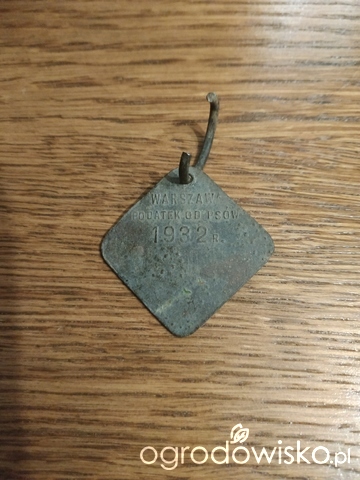 WARSZAWA
PODATEK OD PSÓW
1932 R.
ogrodowisko.pl